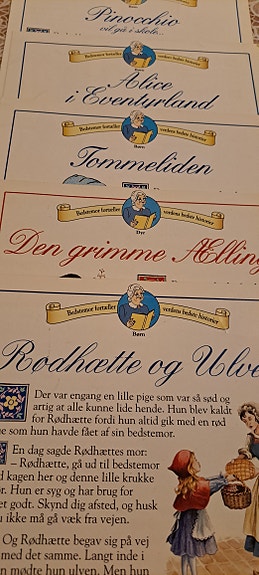 Pinocchio
vil gå i skole...
Bedstemor fortæller verdens bedste historier
Børn
Alice
i Eventyrland
Bedstemor fortæller verdens bedste historier
Børn
Tommeliden
Bedstemor fortæller verdens bedste historier
Dyr
Den grimmeÆlling
Bedstemor fortæller verdens bedste historier
Børn
Rødhætte og Ulve
Der var engang en lille pige som var så sød og
artig at alle kunne lide hende. Hun blev kaldt
for Rødhætte fordi hun altid gik med en rød
e som hun havde fået af sin bedstemor.
En dag sagde Rødhættes mor:
– Rødhætte, gå ud til bedstemor
d kagen her og denne lille krukke
or. Hun er syg og har brug for
et godt. Skynd dig afsted, og husk
u ikke må gå væk fra vejen.
Og Rødhætte begav sig på vej
med det samme. Langt inde i
n mødte hun ulven. Men hun